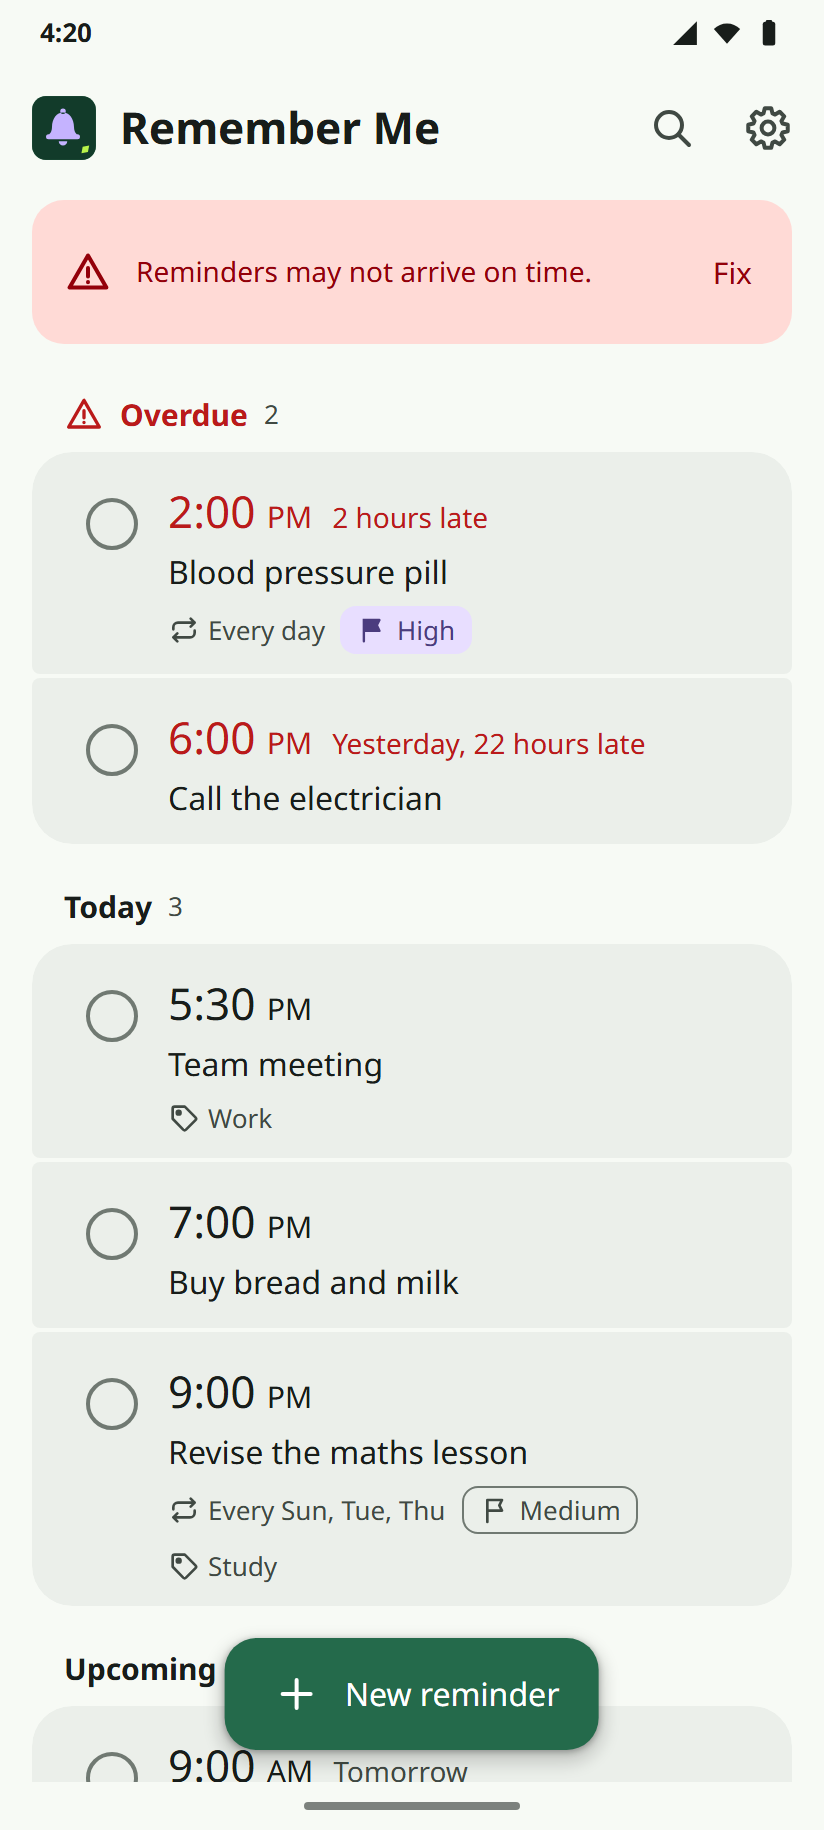 4:20
Remember Me
Reminders may not arrive on time. Fix
Overdue 2
2:00 PM 2 hours late
Blood pressure pill
Every day High
6:00 PM Yesterday, 22 hours late
Call the electrician
Today 3
5:30 PM
Team meeting
Work
7:00 PM
Buy bread and milk
9:00 PM
Revise the maths lesson
Every Sun, Tue, Thu Medium
Study
Upcoming
New reminder
9:00 AM Tomorrow